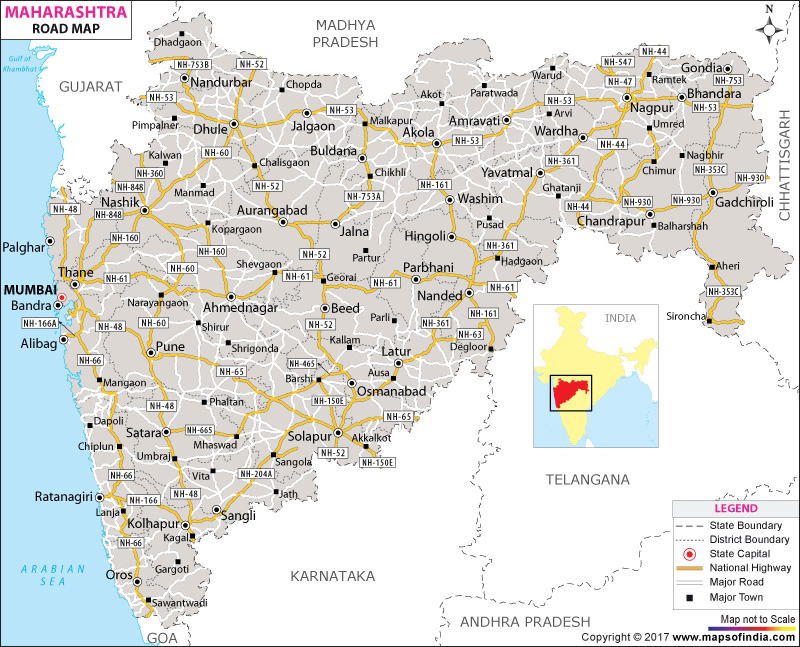 MAHARASHTRA
ROAD MAP
MADHYA
PRADESH
N
Gulf of
Khambhat
GUJARAT
CHHATTISGARH
Dhadgaon
NH-753B
NH-52
Nandurbar
Chopda
NH-53
Pimpalner
Dhule
Jalgaon
NH-53
Malkapur
Akot
Paratwada
Warud
NH-547
NH-44
Gondia
NH-47
Ramtek
NH-753
Bhandara
Nagpur
NH-53
NH-53
Akola
Amravati
Arvi
NH-53
Wardha
Umred
NH-44
Kalwan
NH-60
Buldana
Chalisgaon
Chikhli
NH-361
Nagbhir
NH-360
NH-848
Manmad
NH-52
NH-753A
NH-161
Yavatmal
Ghatanji
Chimur
NH-353C
NH-930
NH-48
Nashik
NH-848
Washim
NH-44
NH-930
NH-930
Gadchiroli
Aurangabad
Jalna
Pusad
Chandrapur
Balharshah
Kopargaon
NH-160
NH-160
Hingoli
Palghar
NH-361
Partur
NH-52
Hadgaon
Aheri
Thane
NH-61
NH-60
Shevgaon
NH-61
Georai
NH-61
Parbhani
NH-61
NH-353C
MUMBAI
Bandra
Narayangaon
Ahmednagar
Beed
Nanded
Sironcha
NH-166A
NH-48
NH-60
Shirur
NH-52
Parli
NH-361
NH-161
NH-63
Alibag
Pune
Shrigonda
Kallam
Degloor
NH-66
Latur
NH-465
Mangaon
NH-65
Barshi
Ausa
Osmanabad
NH-48
Phaltan
NH-150E
NH-65
Dapoli
Satara
NH-665
Mhaswad
Solapur
Akkalkot
Chiplun
Umbraj
NH-52
NH-150E
Sangola
NH-66
Vita
NH-204A
Ratanagiri
NH-166
NH-48
Jath
Lanja
Kolhapur
Sangli
NH-66
Kagal
Gargoti
Oros
Sawantwadi
ARABIAN
SEA
GOA
KARNATAKA
TELANGANA
ANDHRA PRADESH
INDIA
LEGEND
State Boundary
District Boundary
State Capital
National Highway
Major Road
Major Town
Map not to Scale
Copyright © 2017 www.mapsofindia.com